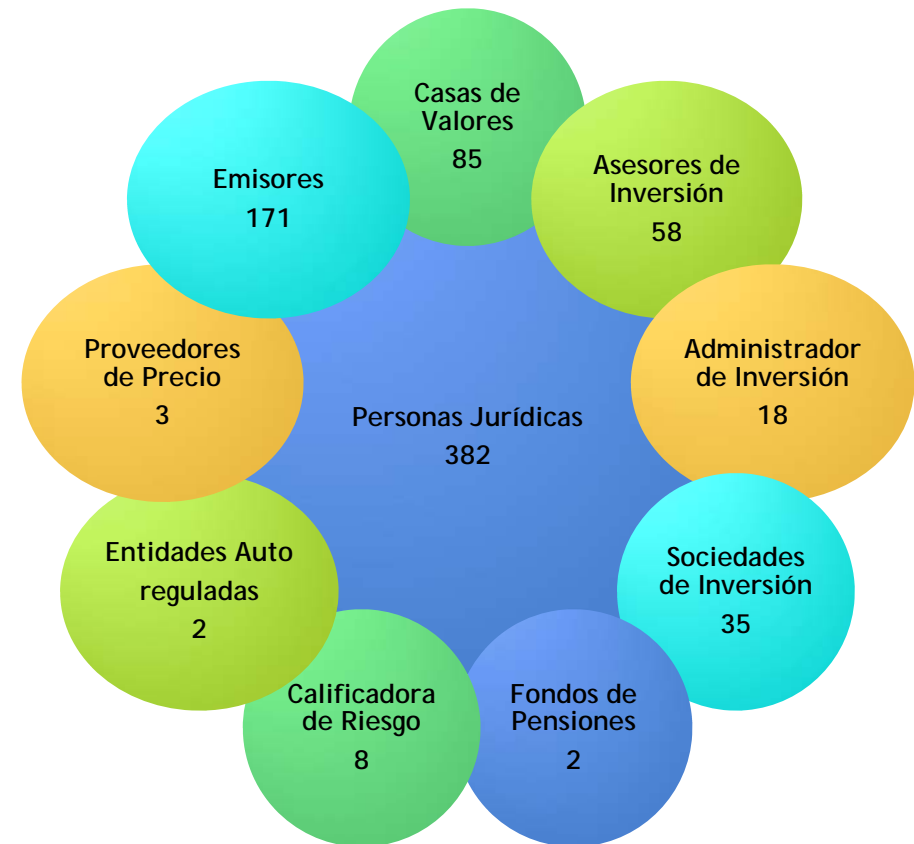 Casas de
Valores
85
Asesores de
Inversión
58
Administrador
de Inversión
18
Sociedades
de Inversión
35
Fondos de
Pensiones
2
Calificadora
de Riesgo
8
Entidades Auto
reguladas
2
Proveedores
de Precio
3
Emisores
171
Personas Jurídicas
382